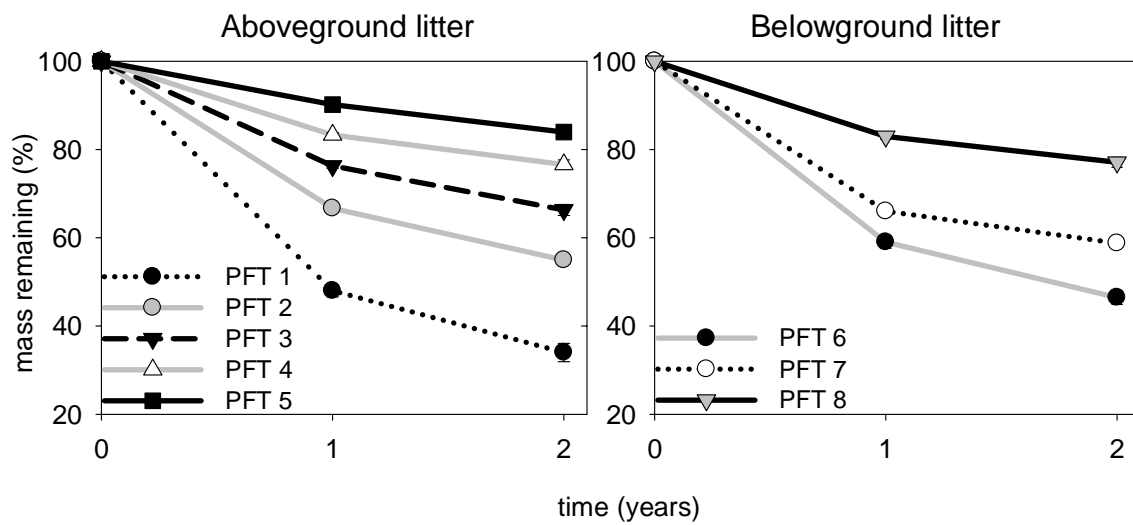 Aboveground litter
Belowground litter
mass remaining (%)
100
80
60
40
20
PFT 1
PFT 2
PFT 3
PFT 4
PFT 5
0
1
2
100
80
60
40
20
PFT 6
PFT 7
PFT 8
0
1
2
time (years)